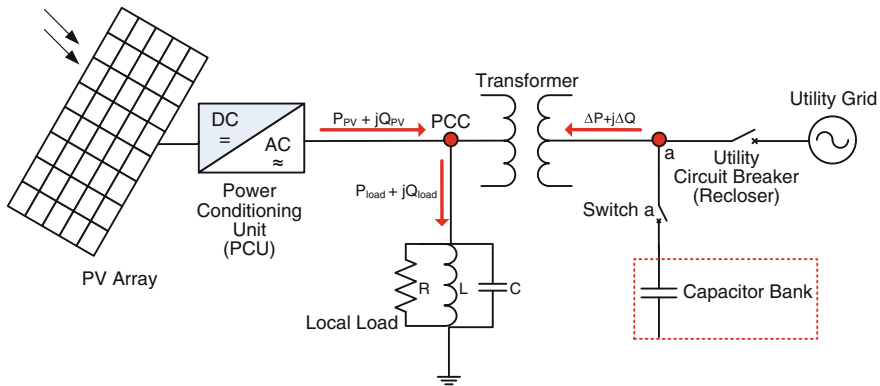 PV Array
DC
=
AC
≈
Power
Conditioning
Unit
(PCU)
P_PV + jQ_PV
PCC
P_load + jQ_load
R
L
C
Local Load
Transformer
ΔP+jΔQ
a
Utility Grid
Utility
Circuit Breaker
(Recloser)
Switch a
Capacitor Bank